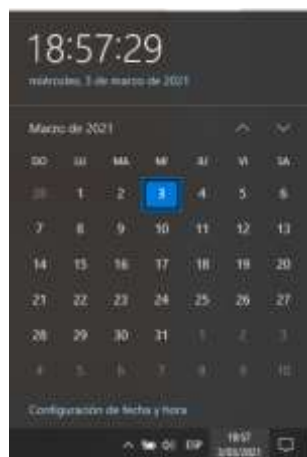 18:57:29
miércoles, 3 de marzo de 2021
Marzo de 2021
DO LU MA MI JU VI SA
28 1 2 3 4 5 6
7 8 9 10 11 12 13
14 15 16 17 18 19 20
21 22 23 24 25 26 27
28 29 30 31 1 2 3
4 5 6 7 8 9 10
Configuración de fecha y hora
ESP
18:57
3/03/2021